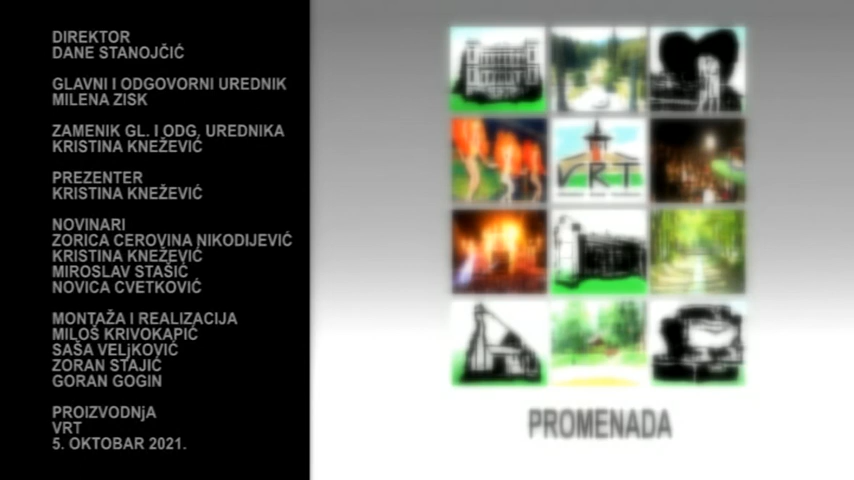 DIREKTOR
DANE STANOJČIĆ
GLAVNI I ODGOVORNI UREDNIK
MILENA ZISK
ZAMENIK GL. I ODG. UREDNIKA
KRISTINA KNEŽEVIĆ
PREZENTER
KRISTINA KNEŽEVIĆ
NOVINARI
ZORICA CEROVINA NIKODIJEVIĆ
KRISTINA KNEŽEVIĆ
MIROSLAV STAŠIĆ
NOVICA CVETKOVIĆ
MONTAŽA I REALIZACIJA
MILOŠ KRIVOKAPIĆ
SAŠA VELjKOVIĆ
ZORAN STAJIĆ
GORAN GOGIN
PROIZVODNjA
VRT
5. OKTOBAR 2021.
VRT
PROMENADA